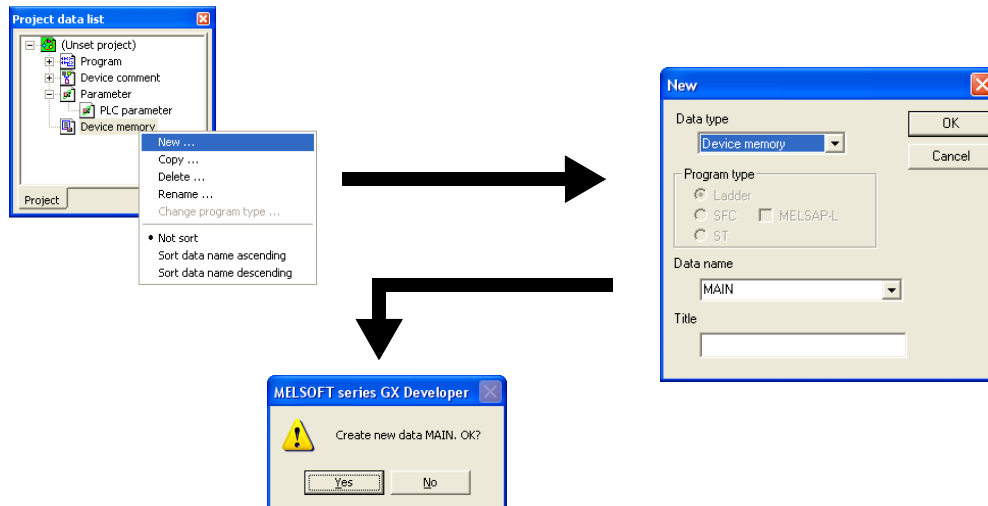 Project data list
(Unset project)
Program
Device comment
Parameter
PLC parameter
Device memory
Project
New ...
Copy ...
Delete ...
Rename ...
Change program type ...
Not sort
Sort data name ascending
Sort data name descending
New
Data type
Device memory
OK
Cancel
Program type
Ladder
SFC MELSAP-L
ST
Data name
MAIN
Title
MELSOFT series GX Developer
Create new data MAIN. OK?
Yes No